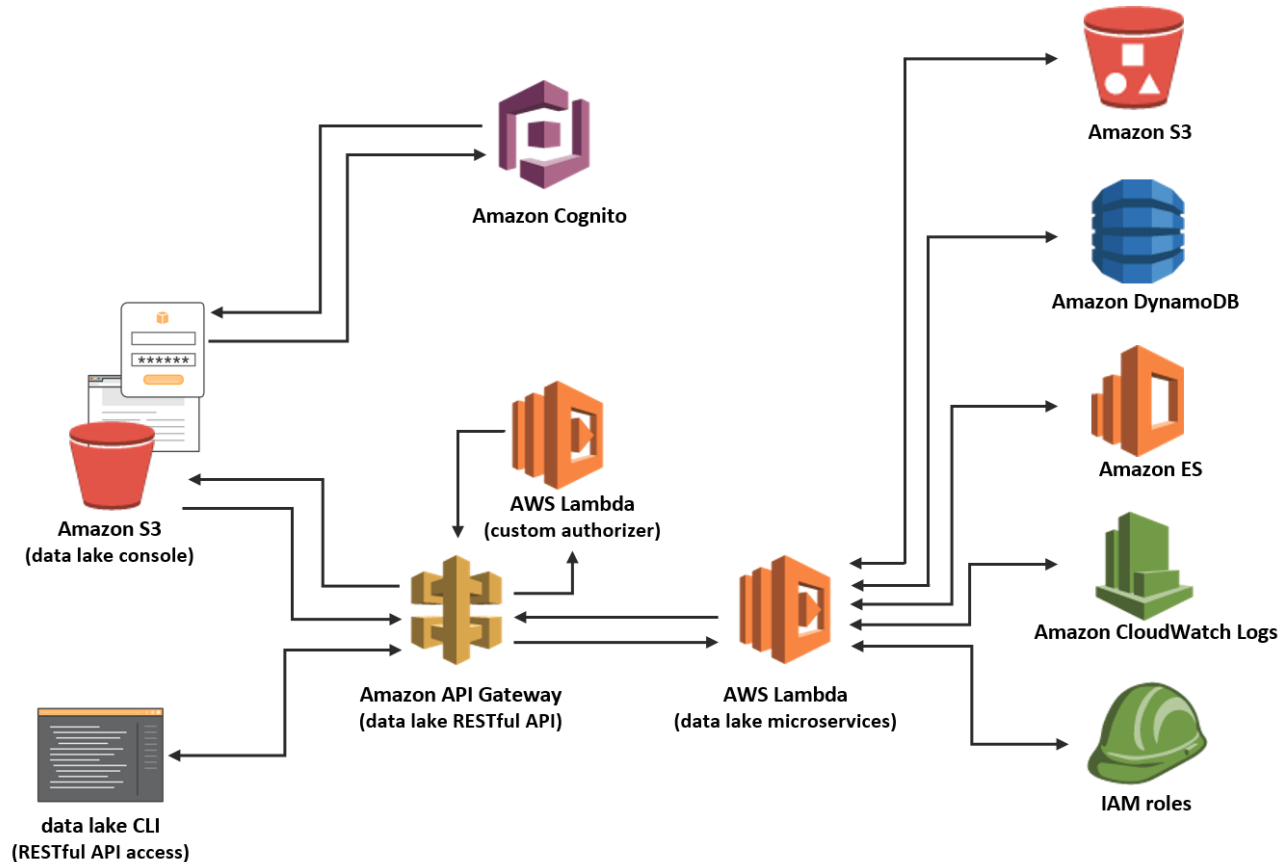 Amazon S3
Amazon Cognito
Amazon DynamoDB
******
Amazon ES
AWS Lambda
(custom authorizer)
Amazon S3
(data lake console)
Amazon CloudWatch Logs
Amazon API Gateway
(data lake RESTful API)
AWS Lambda
(data lake microservices)
IAM roles
data lake CLI
(RESTful API access)